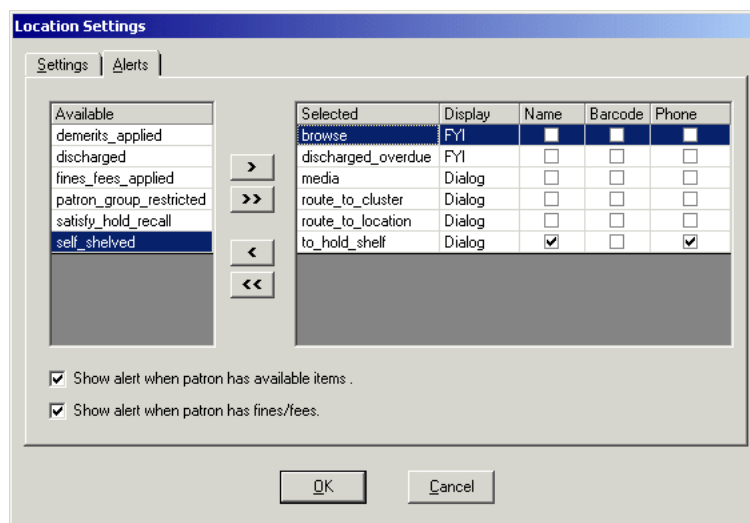 Location Settings
Settings Alerts
Available
demerits_applied
discharged
fines_fees_applied
patron_group_restricted
satisfy_hold_recall
self_shelved
>
>>
<
<<
Selected Display Name Barcode Phone
browse FYI
discharged_overdue FYI
media Dialog
route_to_cluster Dialog
route_to_location Dialog
to_hold_shelf Dialog
Show alert when patron has available items .
Show alert when patron has fines/fees.
OK Cancel